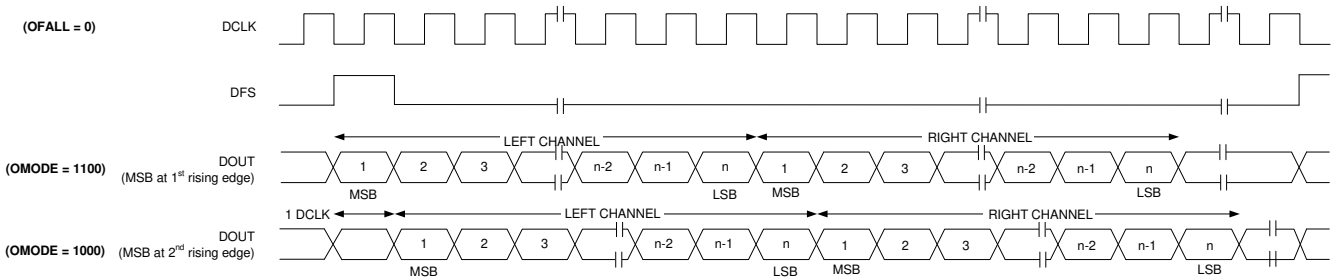 (OFALL = 0) DCLK
DFS
LEFT CHANNEL RIGHT CHANNEL
(OMODE = 1100) DOUT 1 2 3 n-2 n-1 n 1 2 3 n-2 n-1 n
(MSB at 1st rising edge) MSB LSB MSB LSB
1 DCLK LEFT CHANNEL RIGHT CHANNEL
(OMODE = 1000) DOUT 1 2 3 n-2 n-1 n 1 2 3 n-2 n-1 n
(MSB at 2nd rising edge) MSB LSB MSB LSB